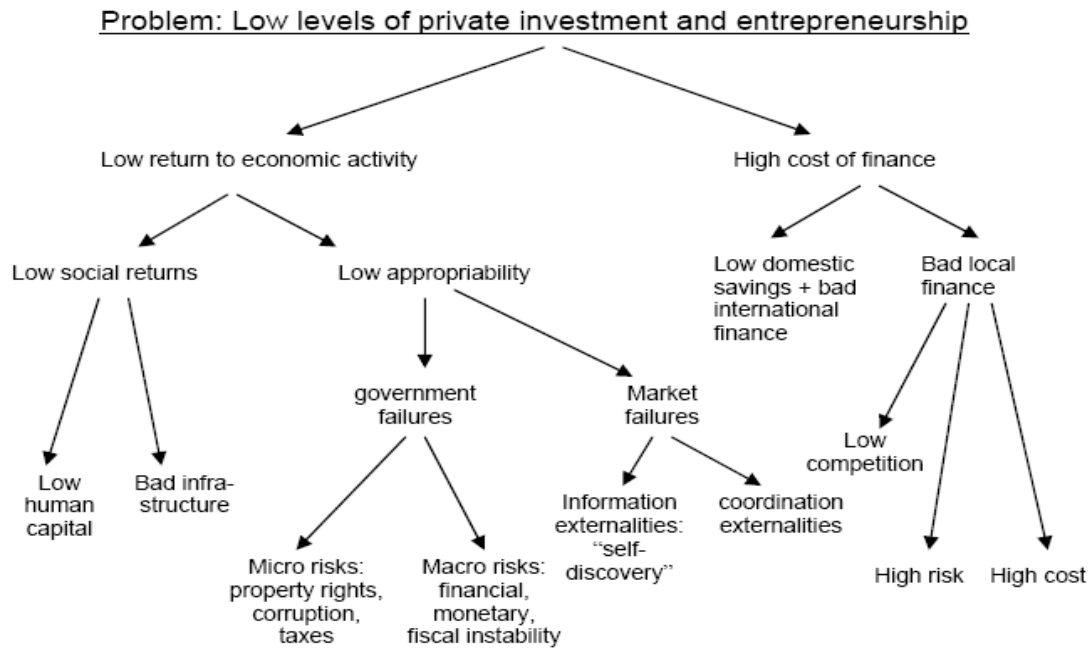 Problem: Low levels of private investment and entrepreneurship
Low return to economic activity
High cost of finance
Low social returns
Low appropriability
Low domestic
savings + bad
international
finance
Bad local
finance
government
failures
Market
failures
Low
competition
Low
human
capital
Bad infra-
structure
Information
externalities:
“self-
discovery”
coordination
externalities
Micro risks:
property rights,
corruption,
taxes
Macro risks:
financial,
monetary,
fiscal instability
High risk
High cost